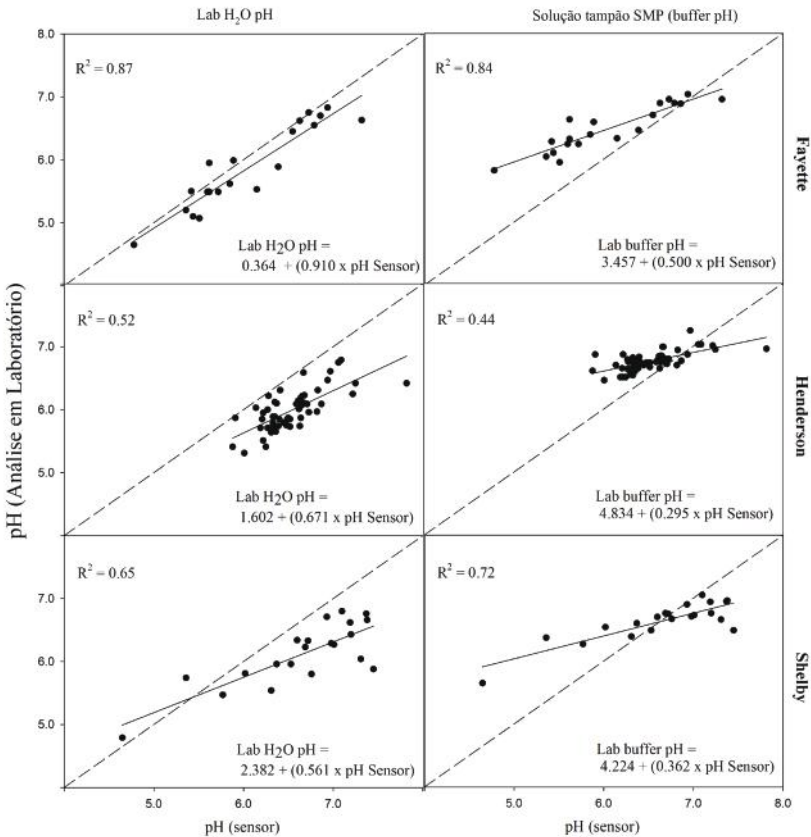 Lab H₂O pH
Solução tampão SMP (buffer pH)
8.0
7.0
6.0
5.0
R² = 0.87
Lab H₂O pH =
0.364 + (0.910 x pH Sensor)
R² = 0.84
Lab buffer pH =
3.457 + (0.500 x pH Sensor)
Fayette
pH (Análise em Laboratório)
7.0
6.0
5.0
R² = 0.52
Lab H₂O pH =
1.602 + (0.671 x pH Sensor)
R² = 0.44
Lab buffer pH =
4.834 + (0.295 x pH Sensor)
Henderson
7.0
6.0
5.0
R² = 0.65
Lab H₂O pH =
2.382 + (0.561 x pH Sensor)
R² = 0.72
Lab buffer pH =
4.224 + (0.362 x pH Sensor)
Shelby
5.0 6.0 7.0 5.0 6.0 7.0 8.0
pH (sensor)
pH (sensor)